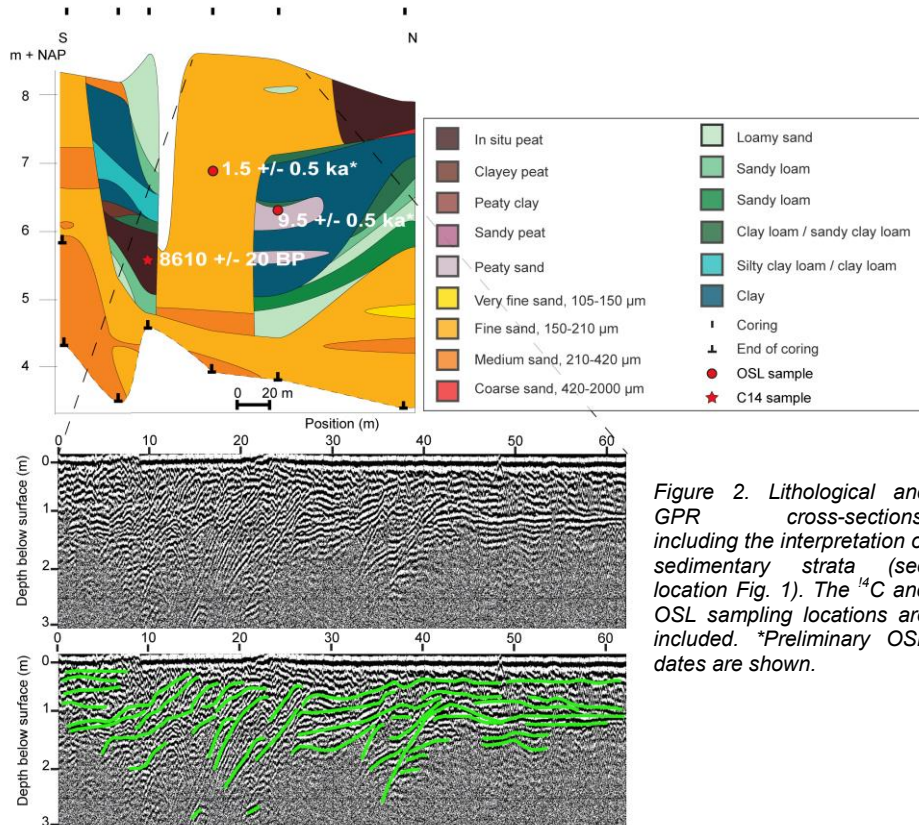 S
N
m + NAP
8
7
6
5
4
1.5 +/- 0.5 ka*
9.5 +/- 0.5 ka*
8610 +/- 20 BP
0 20 m
In situ peat
Clayey peat
Peaty clay
Sandy peat
Peaty sand
Very fine sand, 105-150 µm
Fine sand, 150-210 µm
Medium sand, 210-420 µm
Coarse sand, 420-2000 µm
Loamy sand
Sandy loam
Sandy loam
Clay loam / sandy clay loam
Silty clay loam / clay loam
Clay
Coring
End of coring
OSL sample
C14 sample
Position (m)
0 10 20 30 40 50 60
Depth below surface (m)
0
1
2
3
0 10 20 30 40 50 60
Depth below surface (m)
0
1
2
3
Figure 2. Lithological and
GPR cross-sections
including the interpretation o
sedimentary strata (see
location Fig. 1). The ¹⁴C and
OSL sampling locations are
included. *Preliminary OSL
dates are shown.